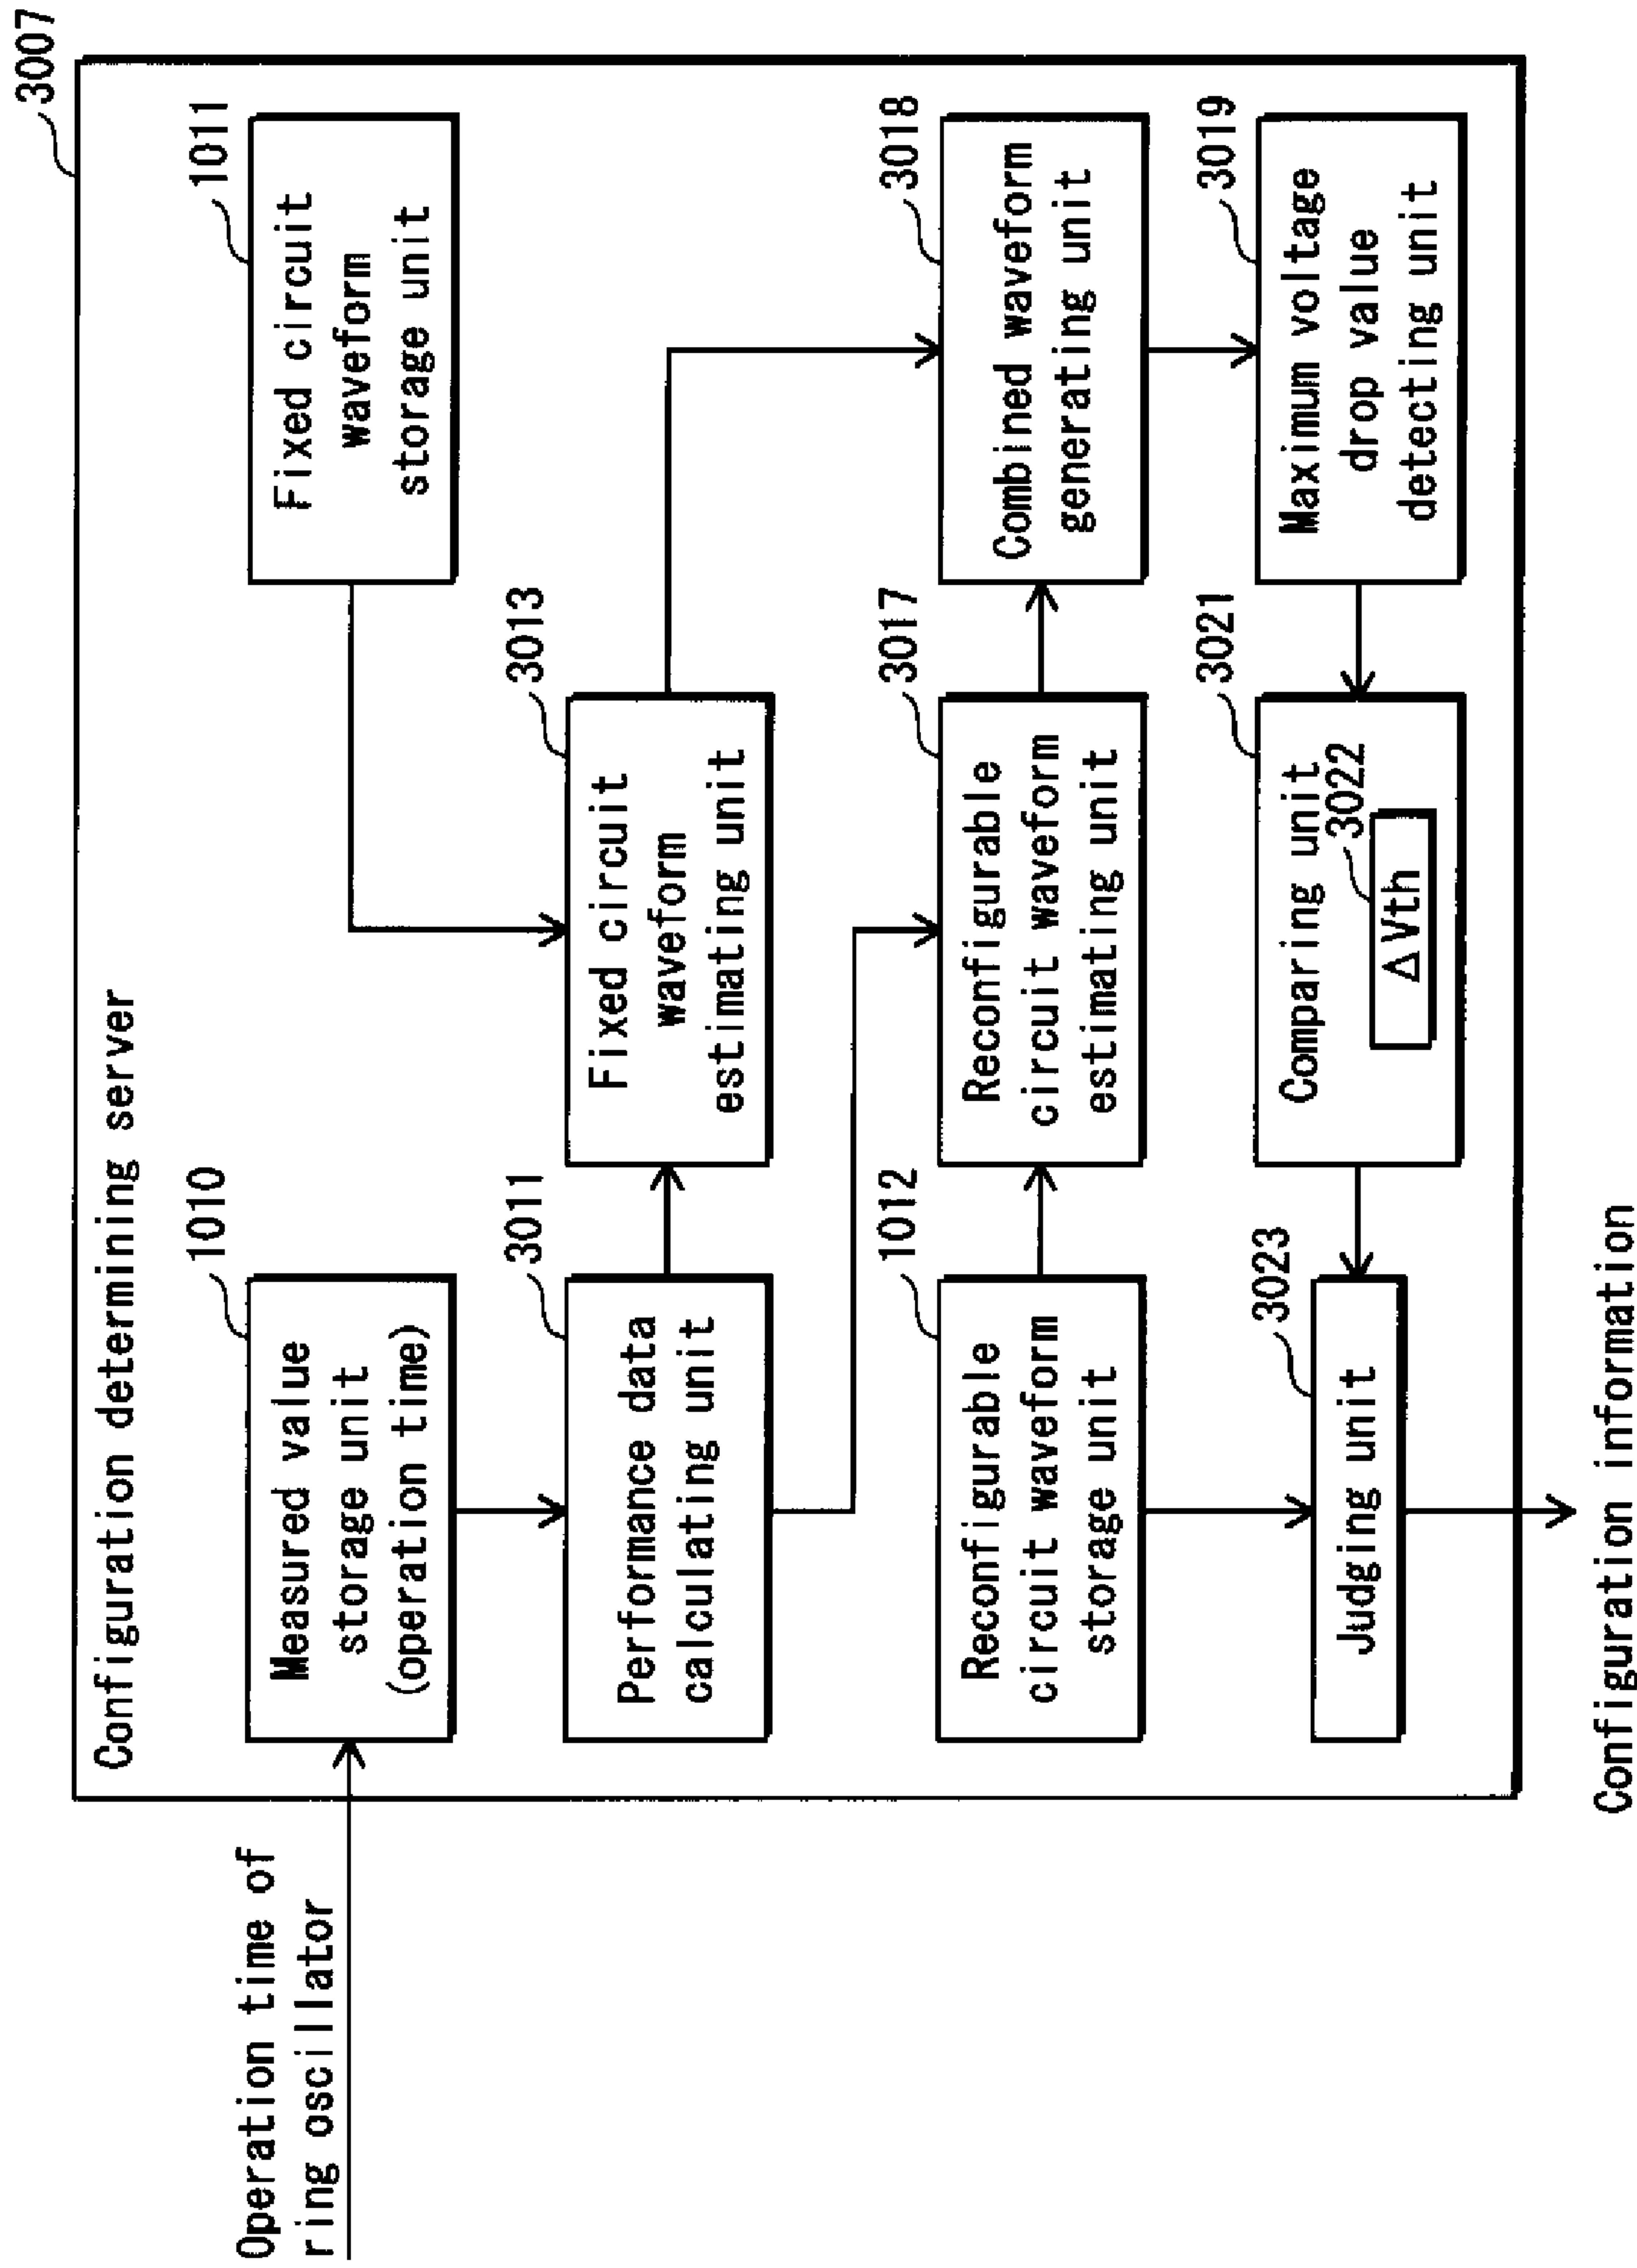 3007
Configuration determining server
Operation time of
ring oscillator
1010
Measured value
storage unit
(operation time)
1011
Fixed circuit
waveform
storage unit
3011
Performance data
calculating unit
3013
Fixed circuit
waveform
estimating unit
1012
Reconfigurable
circuit waveform
storage unit
3017
Reconfigurable
circuit waveform
estimating unit
3018
Combined waveform
generating unit
3023
Judging unit
3021
Comparing unit
3022
ΔVth
3019
Maximum voltage
drop value
detecting unit
Configuration information